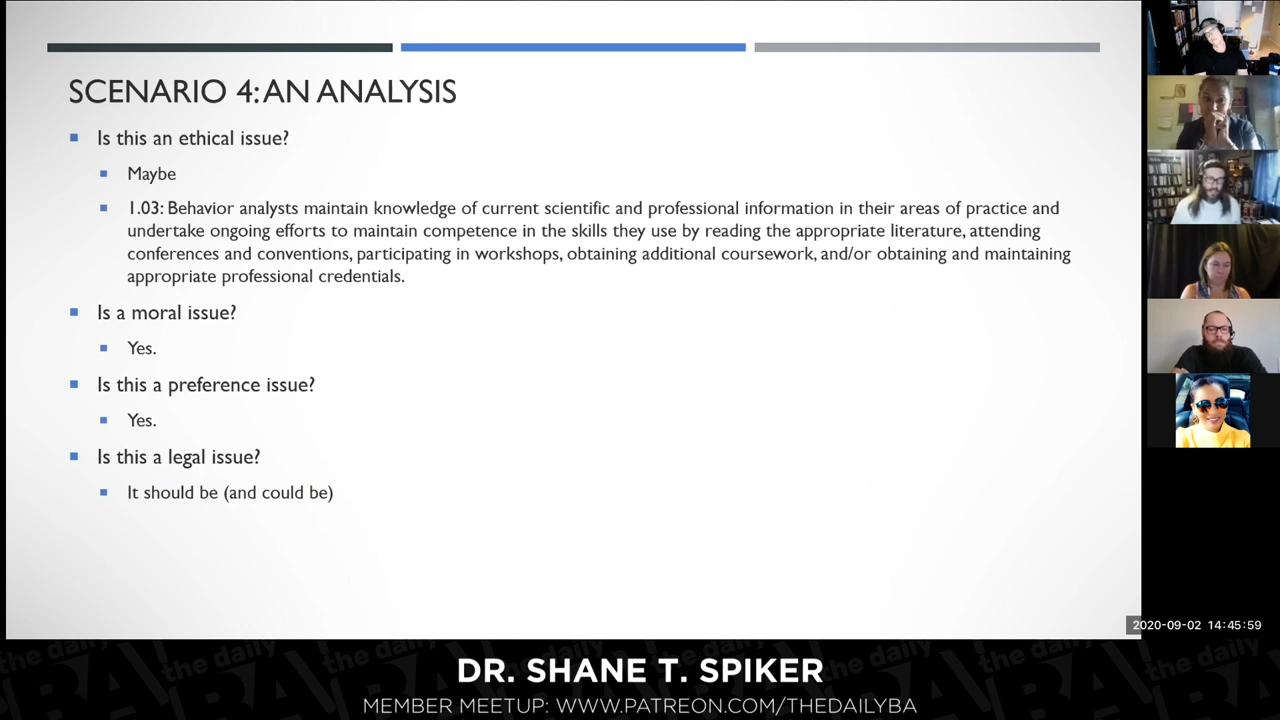 SCENARIO 4: AN ANALYSIS
Is this an ethical issue?
Maybe
1.03: Behavior analysts maintain knowledge of current scientific and professional information in their areas of practice and
undertake ongoing efforts to maintain competence in the skills they use by reading the appropriate literature, attending
conferences and conventions, participating in workshops, obtaining additional coursework, and/or obtaining and maintaining
appropriate professional credentials.
Is a moral issue?
Yes.
Is this a preference issue?
Yes.
Is this a legal issue?
It should be (and could be)
2020-09-02 14:45:59
DR. SHANE T. SPIKER
MEMBER MEETUP: WWW.PATREON.COM/THEDAILYBA
the daily
BA